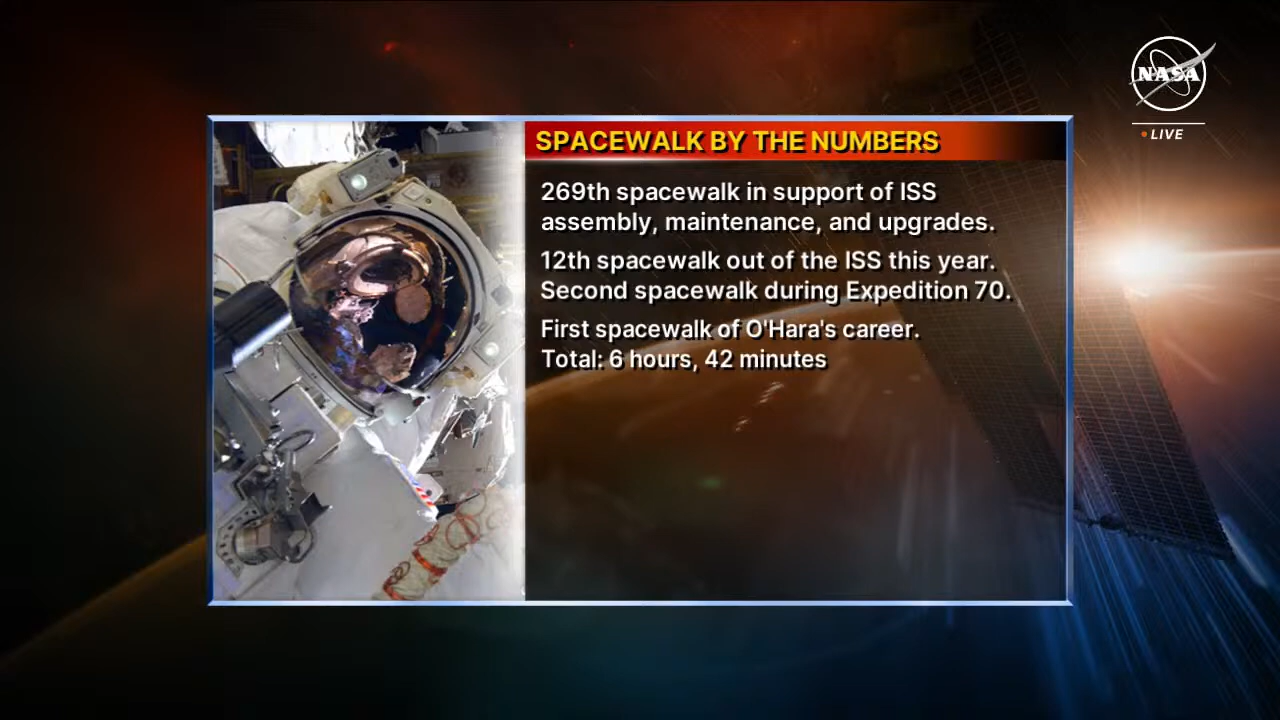 NASA
LIVE
SPACEWALK BY THE NUMBERS
269th spacewalk in support of ISS
assembly, maintenance, and upgrades.
12th spacewalk out of the ISS this year.
Second spacewalk during Expedition 70.
First spacewalk of O'Hara's career.
Total: 6 hours, 42 minutes